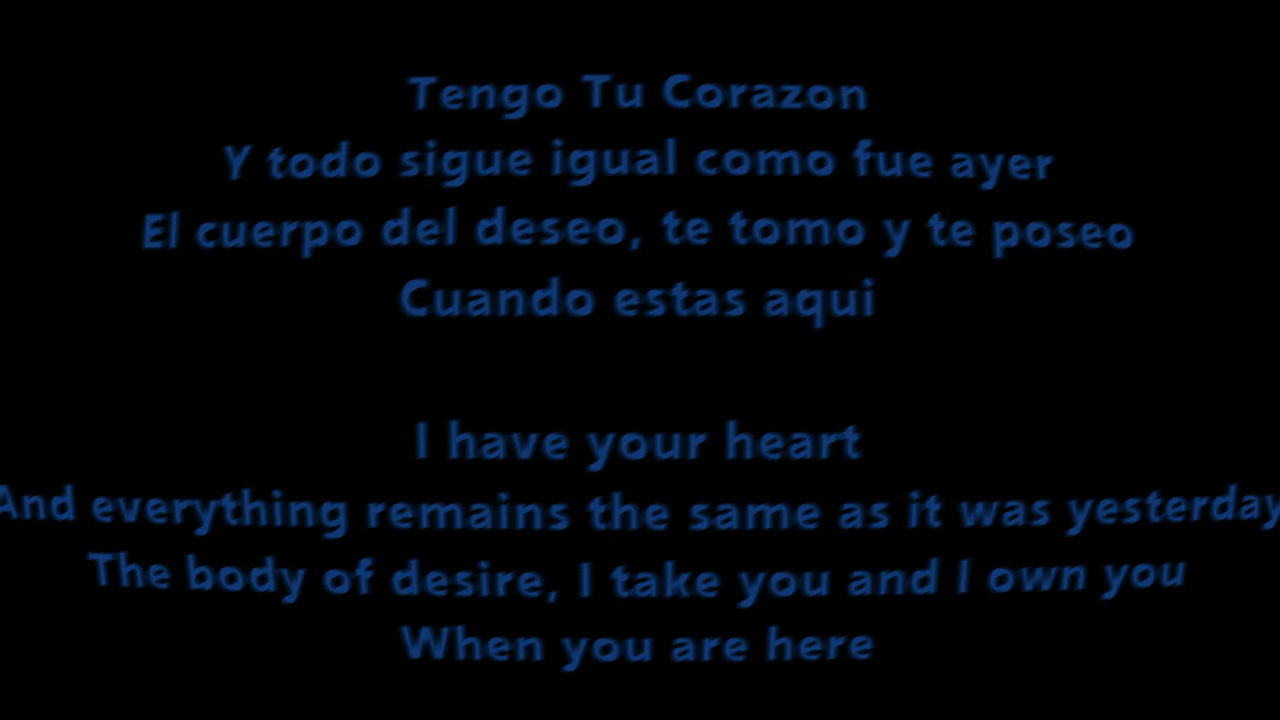 Tengo Tu Corazon
Y todo sigue igual como fue ayer
El cuerpo del deseo, te tomo y te poseo
Cuando estas aqui
I have your heart
And everything remains the same as it was yesterday
The body of desire, I take you and I own you
When you are here